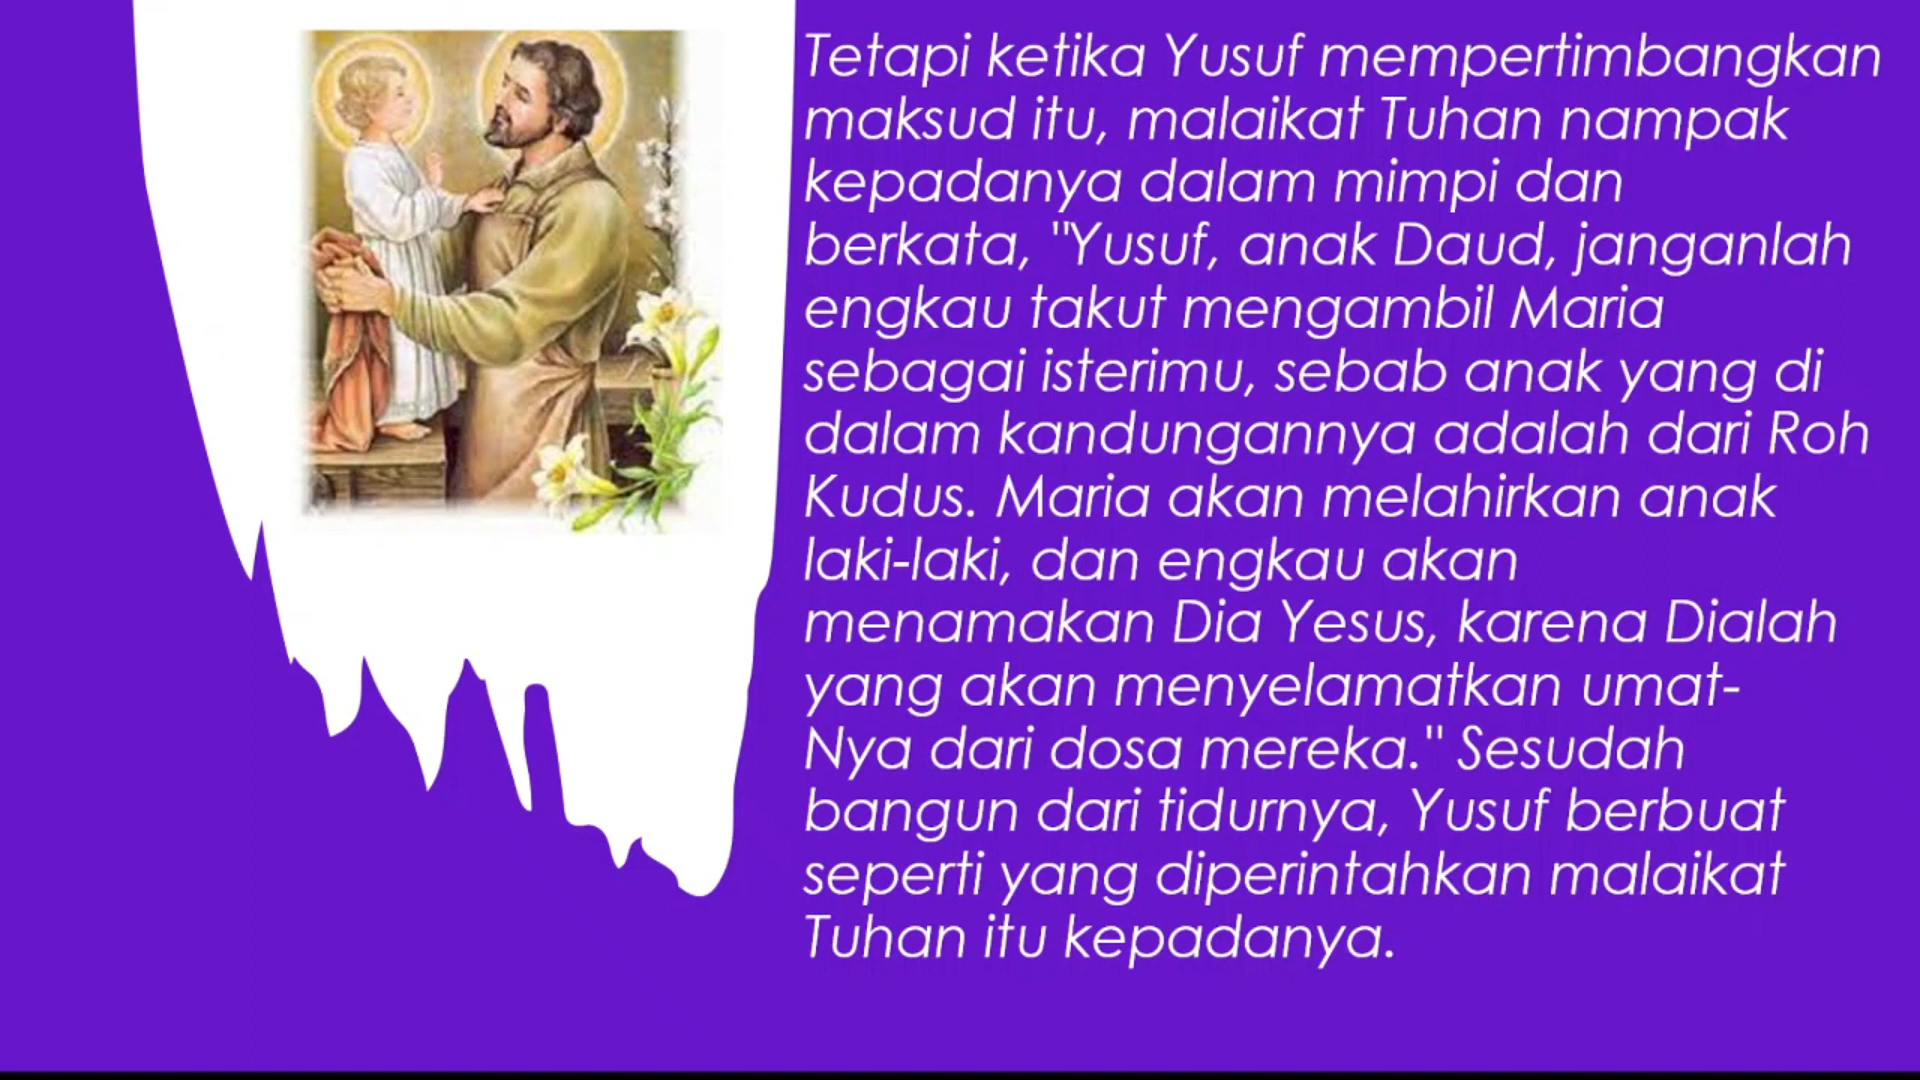 Tetapi ketika Yusuf mempertimbangkan
maksud itu, malaikat Tuhan nampak
kepadanya dalam mimpi dan
berkata, "Yusuf, anak Daud, janganlah
engkau takut mengambil Maria
sebagai isterimu, sebab anak yang di
dalam kandungannya adalah dari Roh
Kudus. Maria akan melahirkan anak
laki-laki, dan engkau akan
menamakan Dia Yesus, karena Dialah
yang akan menyelamatkan umat-
Nya dari dosa mereka." Sesudah
bangun dari tidurnya, Yusuf berbuat
seperti yang diperintahkan malaikat
Tuhan itu kepadanya.